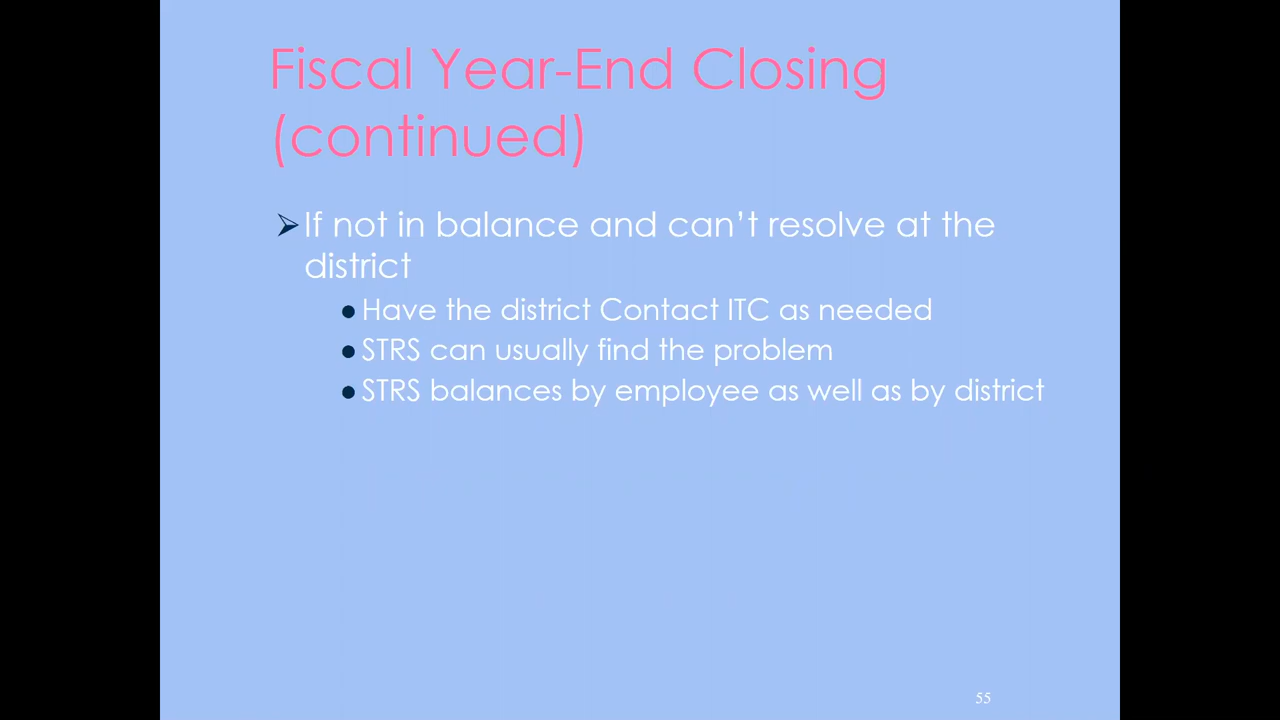 Fiscal Year-End Closing
(continued)
If not in balance and can’t resolve at the
district
Have the district Contact ITC as needed
STRS can usually find the problem
STRS balances by employee as well as by district
55